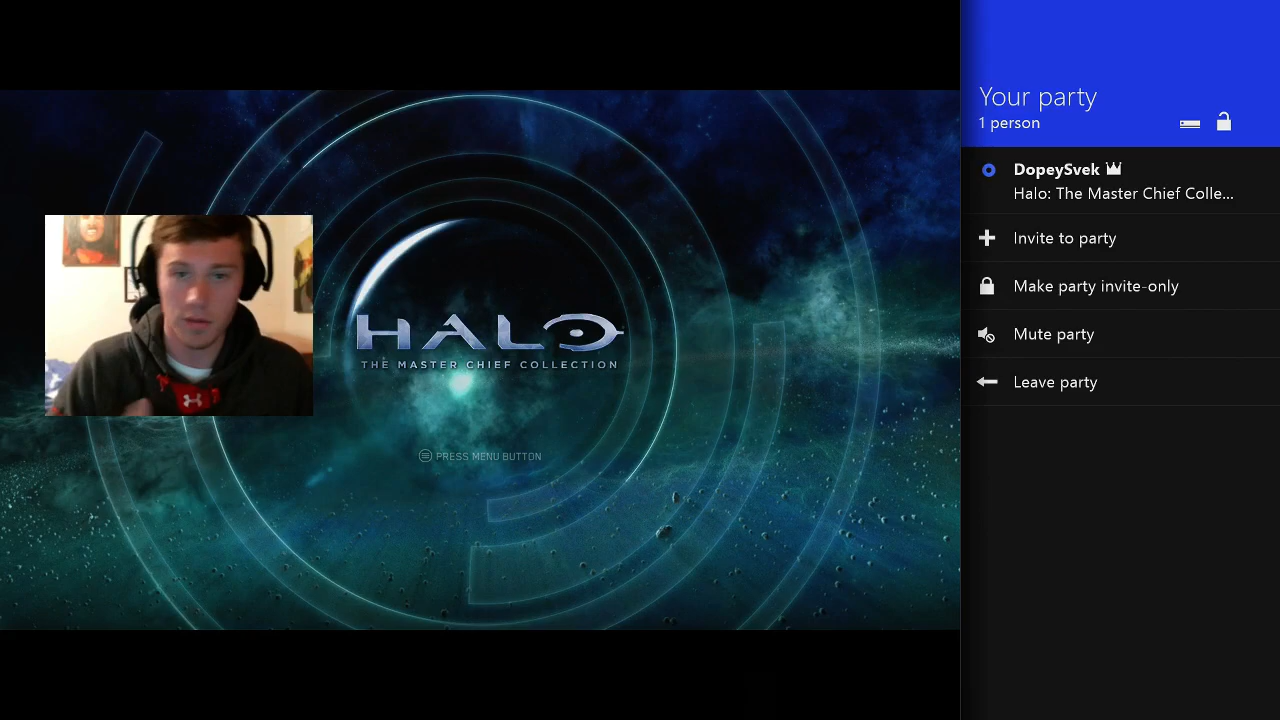 HALO
THE MASTER CHIEF COLLECTION
PRESS MENU BUTTON
Your party
1 person
DopeySvek
Halo: The Master Chief Colle...
Invite to party
Make party invite-only
Mute party
Leave party